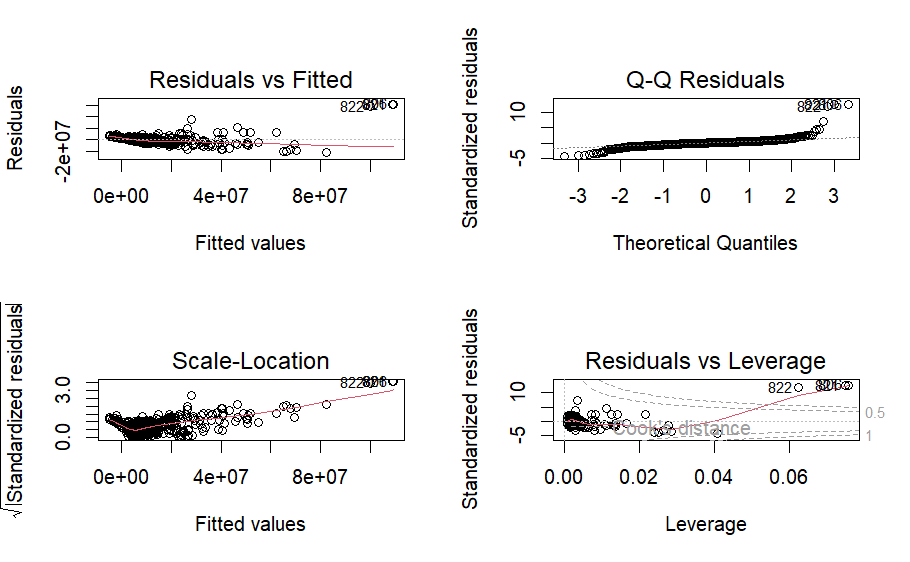 Residuals vs Fitted
Residuals
-2e+07
822
0e+00 4e+07 8e+07
Fitted values
Q-Q Residuals
Standardized residuals
-5 10
822
-3 -2 -1 0 1 2 3
Theoretical Quantiles
Scale-Location
√|Standardized residuals|
0.0 3.0
822
0e+00 4e+07 8e+07
Fitted values
Residuals vs Leverage
Standardized residuals
-5 10
822
0.5
1
Cook's distance
0.00 0.02 0.04 0.06
Leverage